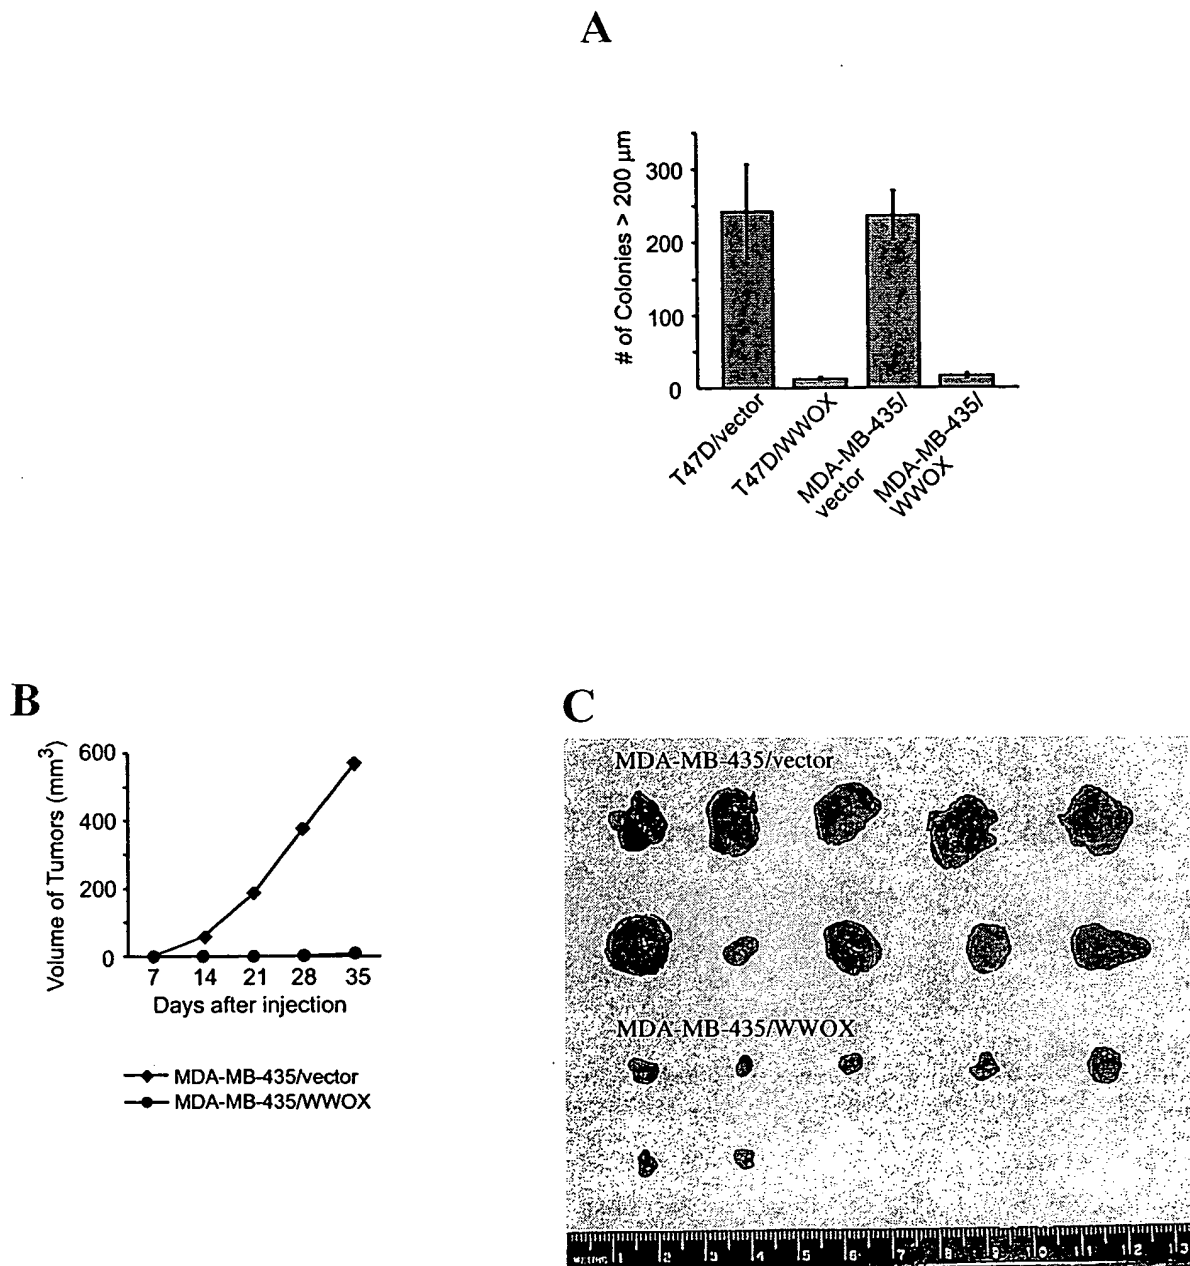 A
# of Colonies > 200 µm
300
200
100
0
T47D/vector
T47D/WWOX
MDA-MB-435/
vector
MDA-MB-435/
WWOX
B
Volume of Tumors (mm³)
600
400
200
0
7 14 21 28 35
Days after injection
MDA-MB-435/vector
MDA-MB-435/WWOX
C
MDA-MB-435/vector
MDA-MB-435/WWOX
1 2 3 4 5 6 7 8 9 10 11 12 13